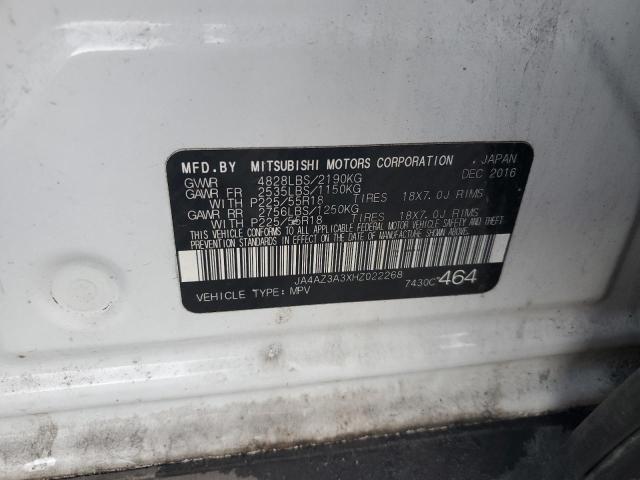 MFD.BY MITSUBISHI MOTORS CORPORATION , JAPAN
GVWR 4828LBS/2190KG DEC 2016
GAWR FR 2535LBS/1150KG
WITH P225/55R18 TIRES 18X7.0J RIMS
GAWR RR 2756LBS/1250KG
WITH P225/55R18 TIRES 18X7.0J RIMS
THIS VEHICLE CONFORMS TO ALL APPLICABLE FEDERAL MOTOR VEHICLE SAFETY AND THEFT
PREVENTION STANDARDS IN EFFECT ON THE DATE OF MANUFACTURE SHOWN ABOVE.
JA4AZ3A3XHZ022268
VEHICLE TYPE: MPV 7430C 464